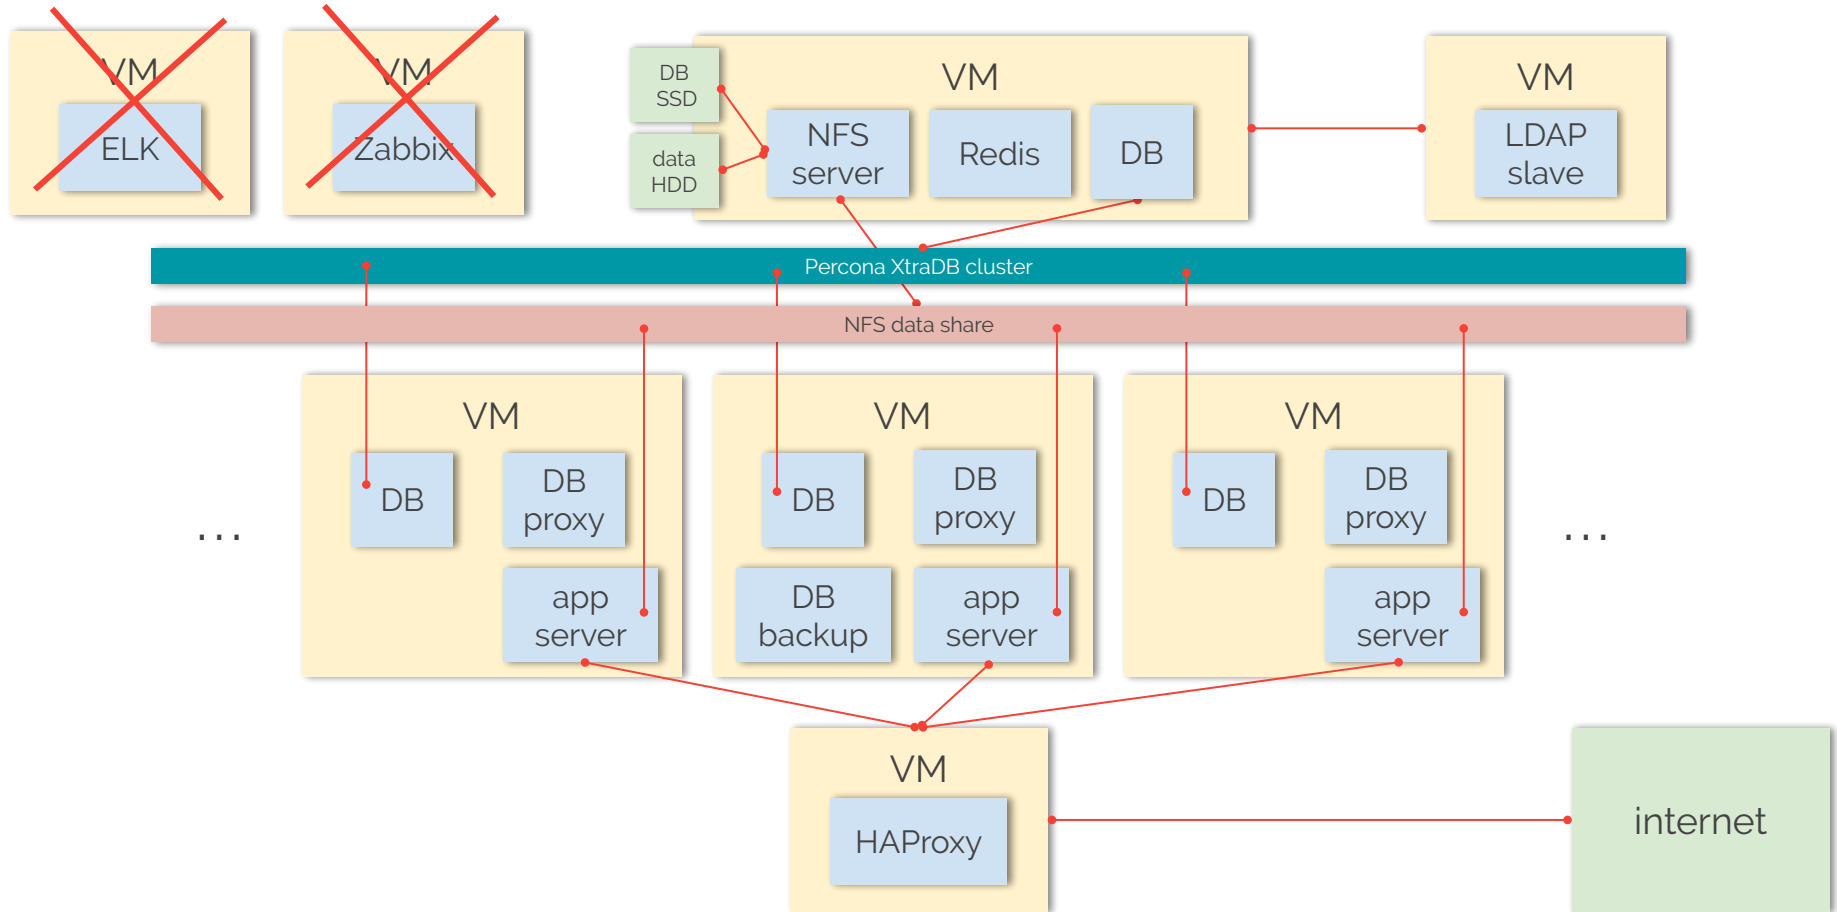 VM
ELK
VM
Zabbix
DB
SSD
data
HDD
VM
NFS
server
Redis
DB
VM
LDAP
slave
Percona XtraDB cluster
NFS data share
...
VM
DB
DB
proxy
app
server
VM
DB
DB
proxy
DB
backup
app
server
VM
DB
DB
proxy
app
server
...
VM
HAProxy
internet